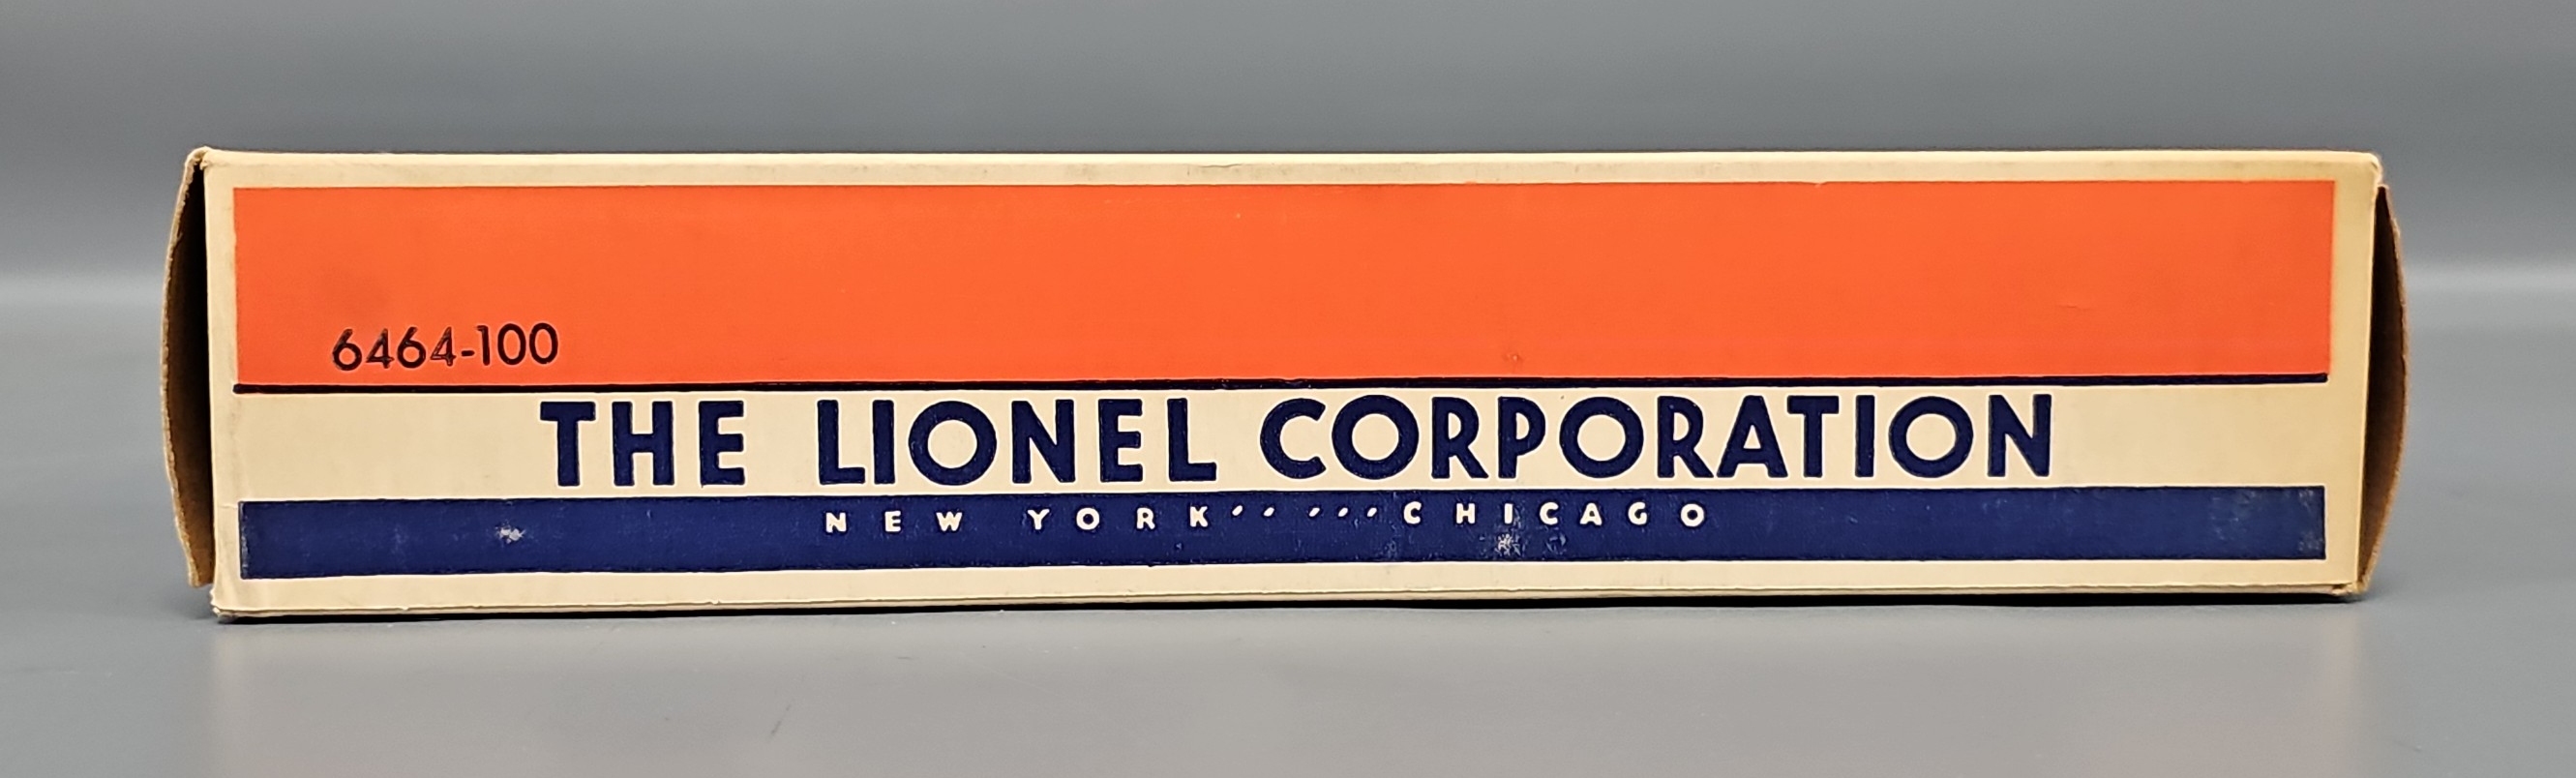 6464-100
THE LIONEL CORPORATION
NEW YORK ′′ ′′′′ CHICAGO